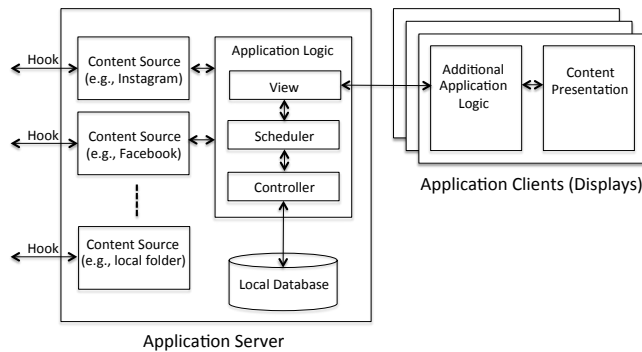 Hook
Content Source
(e.g., Instagram)
Hook
Content Source
(e.g., Facebook)
Hook
Content Source
(e.g., local folder)
Application Logic
View
Scheduler
Controller
Local Database
Application Server
Additional
Application
Logic
Content
Presentation
Application Clients (Displays)